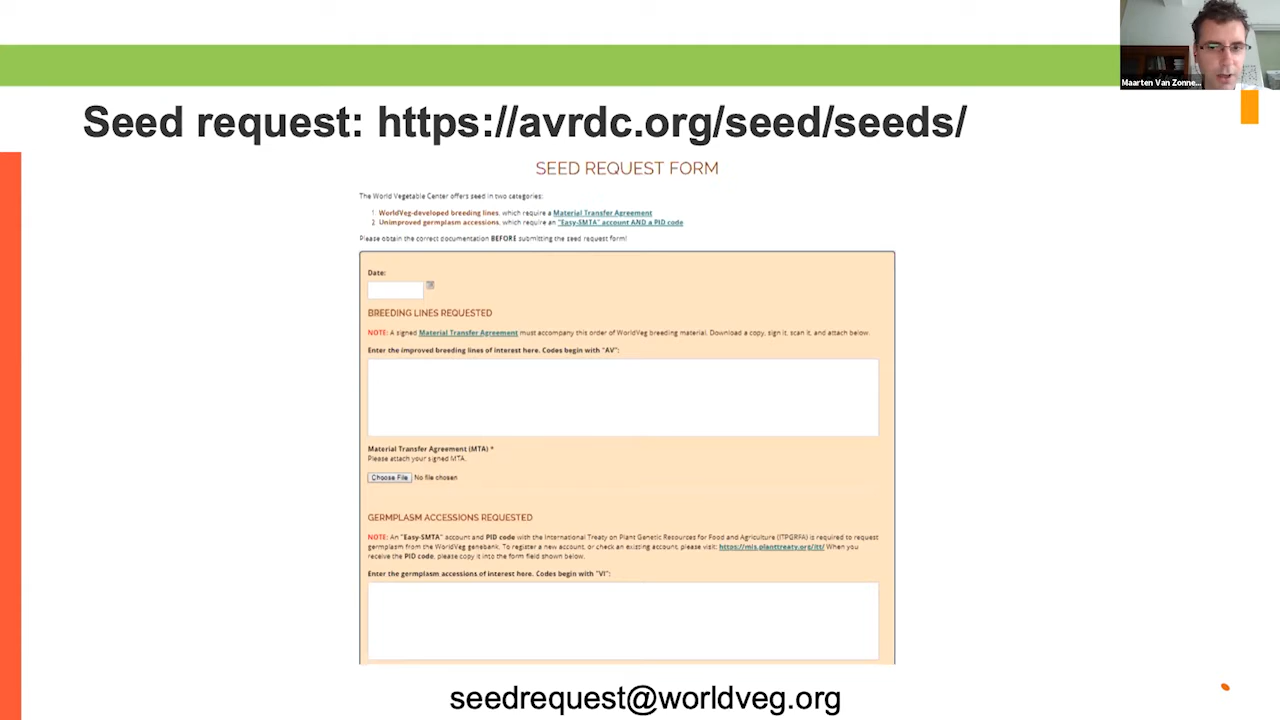 Maarten Van Zonne...
Seed request: https://avrdc.org/seed/seeds/
SEED REQUEST FORM
The World Vegetable Center offers seed in two categories:
1 WorldVeg-developed breeding lines, which require a Material Transfer Agreement
2 Unimproved germplasm accessions, which require an "Easy-SMTA" account AND a PID code
Please obtain the correct documentation BEFORE submitting the seed request form!
Date:
BREEDING LINES REQUESTED
NOTE: A signed Material Transfer Agreement must accompany this order of WorldVeg breeding material. Download a copy, sign it, scan it, and attach below.
Enter the improved breeding lines of interest here. Codes begin with "AV":
Material Transfer Agreement (MTA) *
Please attach your signed MTA.
Choose File No file chosen
GERMPLASM ACCESSIONS REQUESTED
NOTE: An "Easy-SMTA" account and PID code with the International Treaty on Plant Genetic Resources for Food and Agriculture (ITPGRFA) is required to request
germplasm from the WorldVeg genebank. To register a new account, or check an existing account, please visit: https://mls.planttreaty.org/itt/ When you
receive the PID code, please copy it into the form field shown below.
Enter the germplasm accessions of interest here. Codes begin with "VI":
seedrequest@worldveg.org